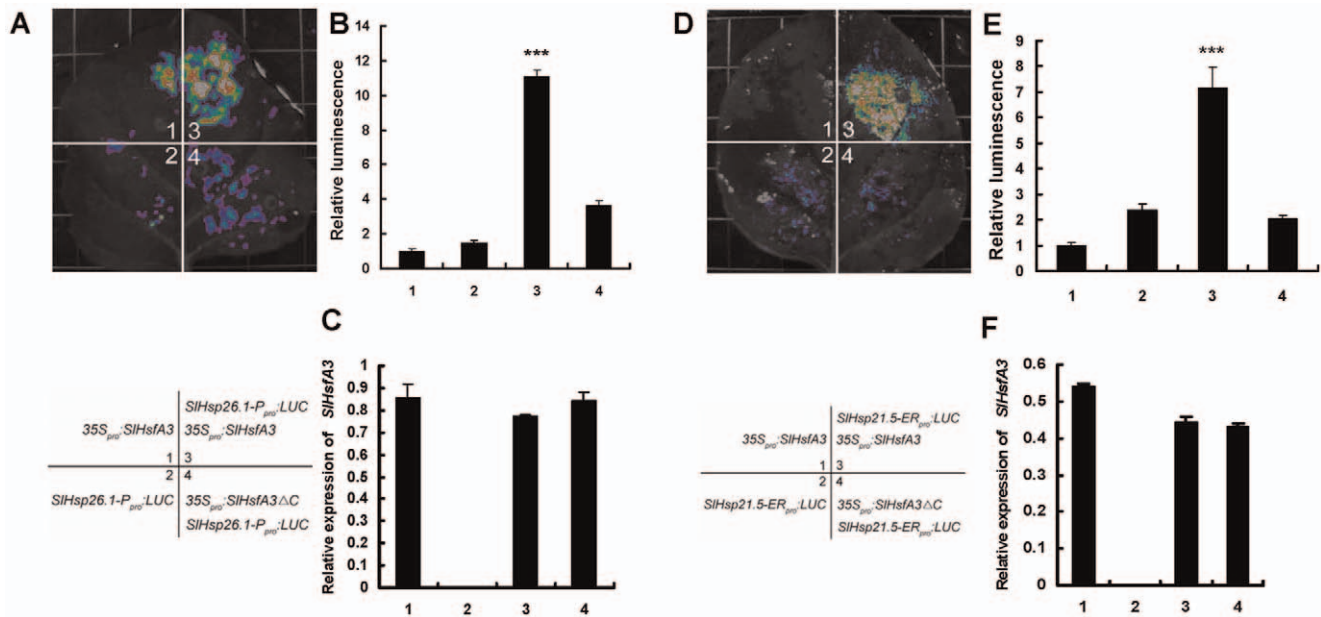 A
1 3
2 4
B
Relative luminescence
14
12
10
8
6
4
2
0
***
1 2 3 4
D
1 3
2 4
E
Relative luminescence
9
8
7
6
5
4
3
2
1
0
***
1 2 3 4
SlHsp26.1-Ppro:LUC
35Spro:SlHsfA3 35Spro:SlHsfA3
1 3
2 4
SlHsp26.1-Ppro:LUC 35Spro:SlHsfA3△C
SlHsp26.1-Ppro:LUC
C
Relative expression of SlHsfA3
1
0.9
0.8
0.7
0.6
0.5
0.4
0.3
0.2
0.1
0
1 2 3 4
SlHsp21.5-ERpro:LUC
35Spro:SlHsfA3 35Spro:SlHsfA3
1 3
2 4
SlHsp21.5-ERpro:LUC 35Spro:SlHsfA3△C
SlHsp21.5-ERpro:LUC
F
Relative expression of SlHsfA3
0.6
0.5
0.4
0.3
0.2
0.1
0
1 2 3 4